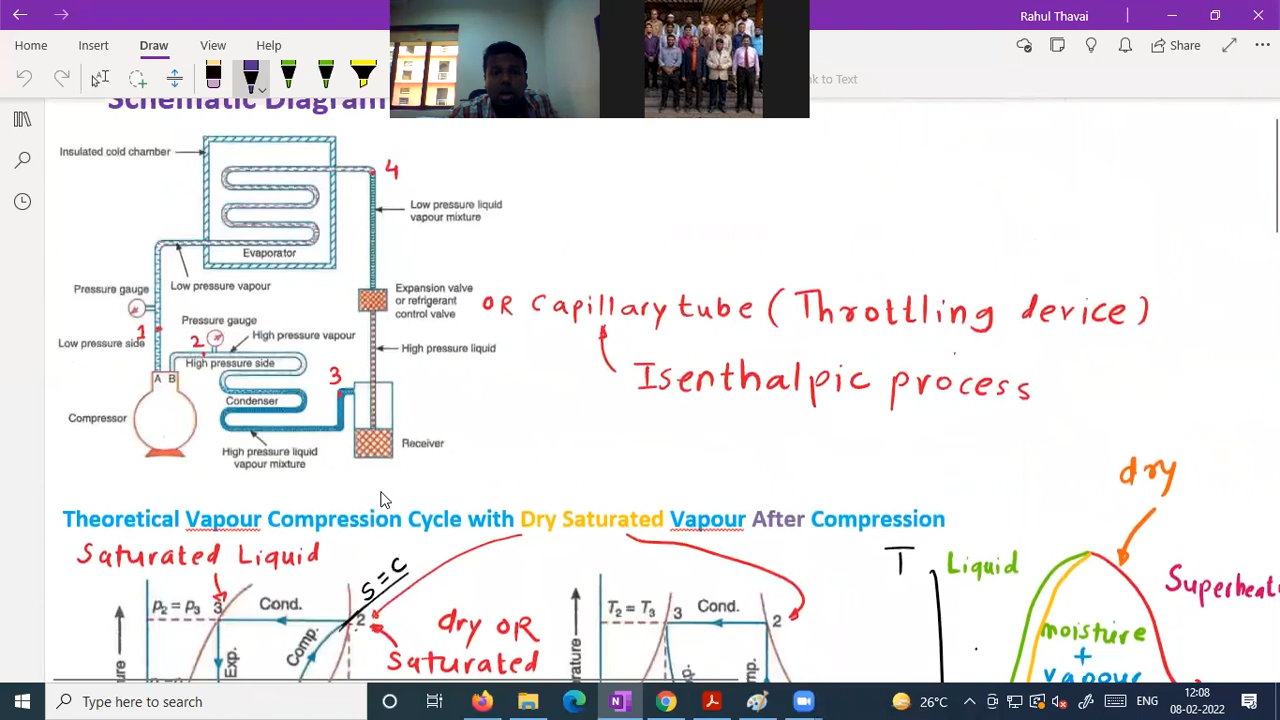 Rahul Thavai
Home Insert Draw View Help
Share
k to Text
Schematic Diagram
Insulated cold chamber
4
Low pressure liquid
vapour mixture
Evaporator
Pressure gauge
Low pressure vapour
Expansion valve
or refrigerant
control valve
OR Capillary tube (Throttling device)
1
Pressure gauge
High pressure vapour
Low pressure side
2
High pressure side
High pressure liquid
Isenthalpic process
3
A B
Condenser
Compressor
Receiver
High pressure liquid
vapour mixture
dry
Theoretical Vapour Compression Cycle with Dry Saturated Vapour After Compression
Saturated Liquid
S = C
T
Liquid
Superheat
p2 = p3 3 Cond. 2
T2 = T3 3 Cond. 2
dry OR
Saturated
Comp.
Exp.
moisture
+
vapour
Type here to search
26°C
ENG
12:08
08-02-2022